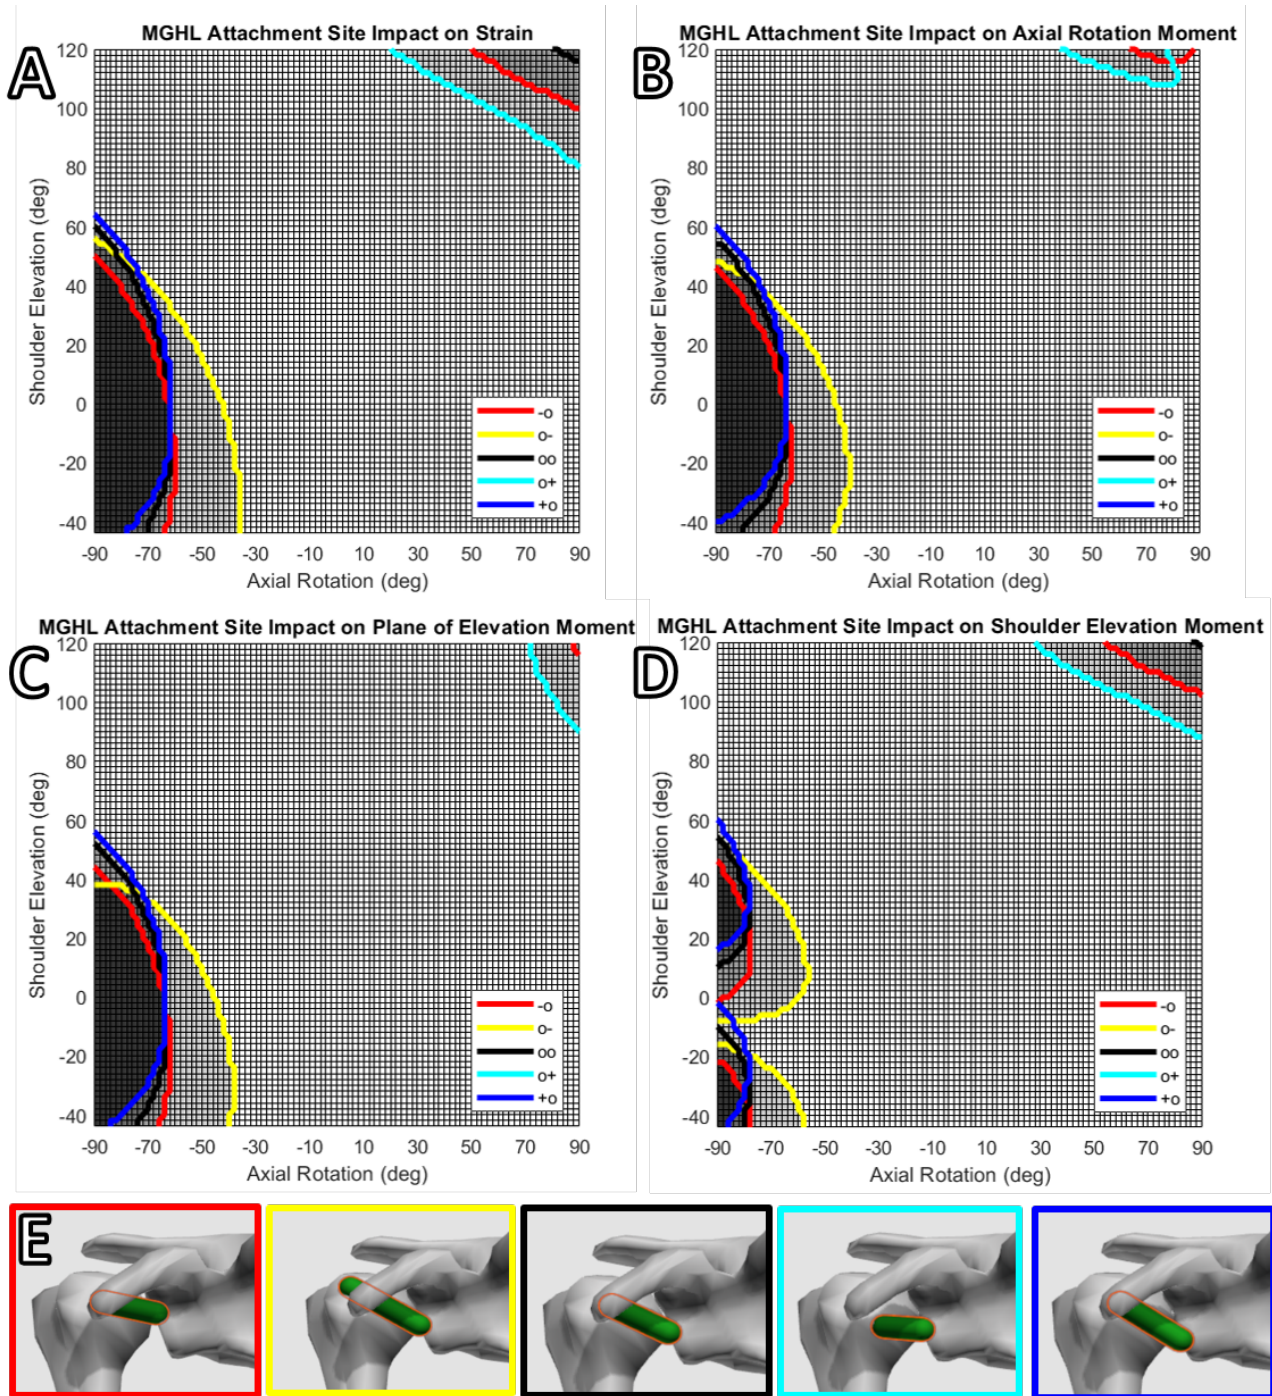 MGHL Attachment Site Impact on Strain
A
120
100
80
60
40
20
0
-20
-40
Shoulder Elevation (deg)
-90 -70 -50 -30 -10 10 30 50 70 90
Axial Rotation (deg)
-o
o-
oo
o+
+o
MGHL Attachment Site Impact on Axial Rotation Moment
B
120
100
80
60
40
20
0
-20
-40
Shoulder Elevation (deg)
-90 -70 -50 -30 -10 10 30 50 70 90
Axial Rotation (deg)
-o
o-
oo
o+
+o
MGHL Attachment Site Impact on Plane of Elevation Moment
C
120
100
80
60
40
20
0
-20
-40
Shoulder Elevation (deg)
-90 -70 -50 -30 -10 10 30 50 70 90
Axial Rotation (deg)
-o
o-
oo
o+
+o
MGHL Attachment Site Impact on Shoulder Elevation Moment
D
120
100
80
60
40
20
0
-20
-40
Shoulder Elevation (deg)
-90 -70 -50 -30 -10 10 30 50 70 90
Axial Rotation (deg)
-o
o-
oo
o+
+o
E